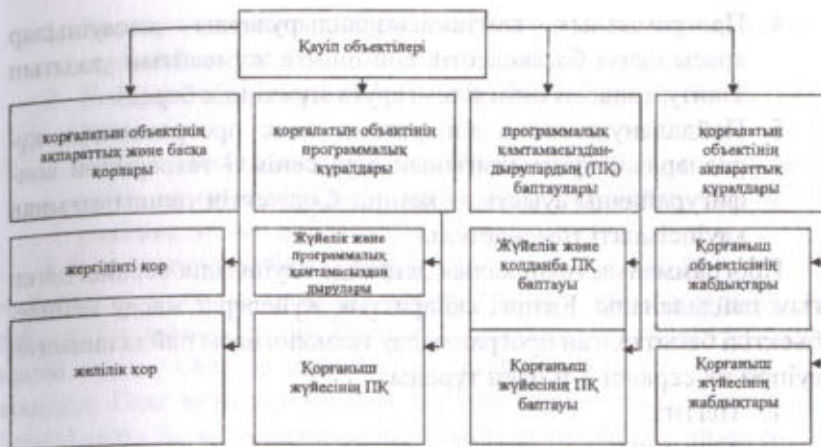 Қауіп объектілері
қорғалатын объектінің
ақпараттық және басқа
қорлары
қорғалатын объектінің
программалық
құралдары
программалық
қамтамасыздан-
дырулардың (ПҚ)
баптаулары
қорғалатын
объектінің
ақпараттық
құралдары
жергілікті қор
Жүйелік және
программалық
қамтамасыздан
дырулары
Жүйелік және
қолданба ПҚ
баптауы
Қорғаныш
объектісінің
жабдықтары
желілік қор
Қорғаныш
жүйесінің ПҚ
Қорғаныш
жүйесінің ПҚ
баптауы
Қорғаныш
жүйесінің
жабдықтары